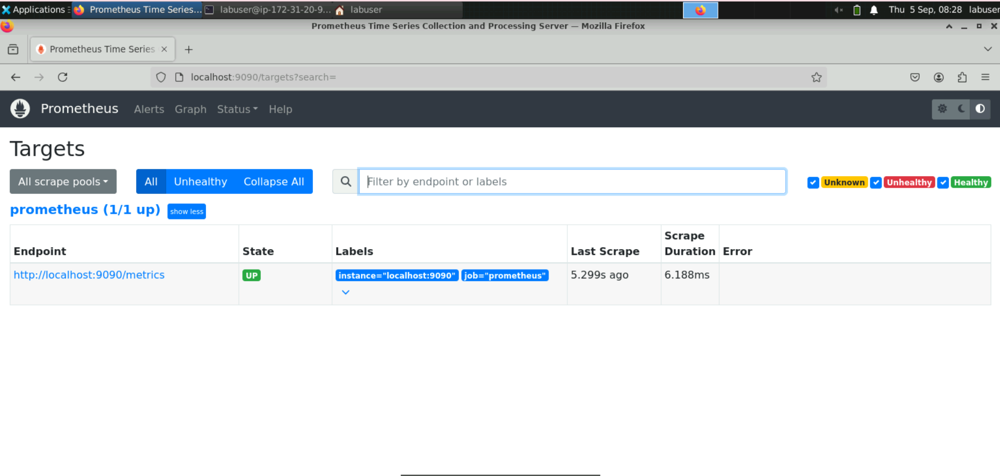 Applications Prometheus Time Series... labuser@ip-172-31-20-9... labuser Thu 5 Sep, 08:28 labuser
Prometheus Time Series Collection and Processing Server — Mozilla Firefox
Prometheus Time Series
localhost:9090/targets?search=
Prometheus Alerts Graph Status Help
Targets
All scrape pools All Unhealthy Collapse All Filter by endpoint or labels Unknown Unhealthy Healthy
prometheus (1/1 up) show less
Endpoint State Labels Last Scrape Scrape Duration Error
http://localhost:9090/metrics UP instance="localhost:9090" job="prometheus" 5.299s ago 6.188ms